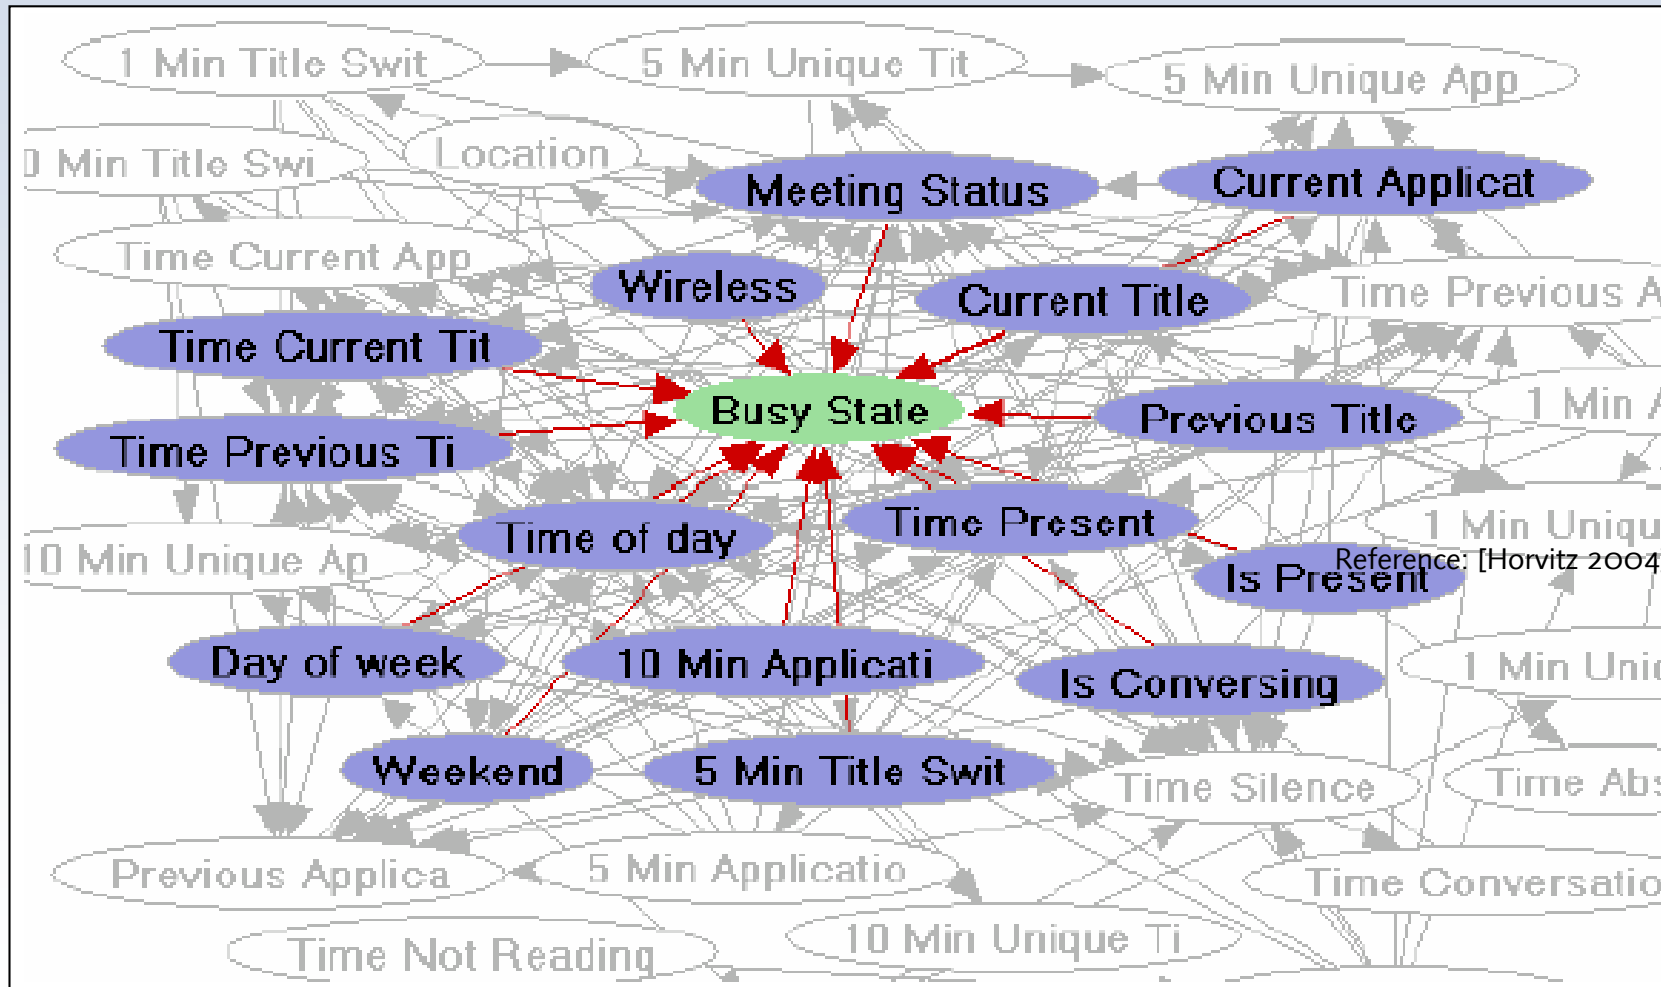 1 Min Title Swit
5 Min Unique Tit
5 Min Unique App
0 Min Title Swi
Location
Meeting Status
Current Applicat
Time Current App
Wireless
Current Title
Time Previous A
Time Current Tit
Busy State
Previous Title
1 Min A
Time Previous Ti
Time of day
Time Present
1 Min Uniqu
10 Min Unique Ap
Reference: [Horvitz 2004
Is Present
Day of week
10 Min Applicati
Is Conversing
1 Min Unic
Weekend
5 Min Title Swit
Time Silence
Time Abs
Previous Applica
5 Min Applicatio
Time Conversatio
Time Not Reading
10 Min Unique Ti